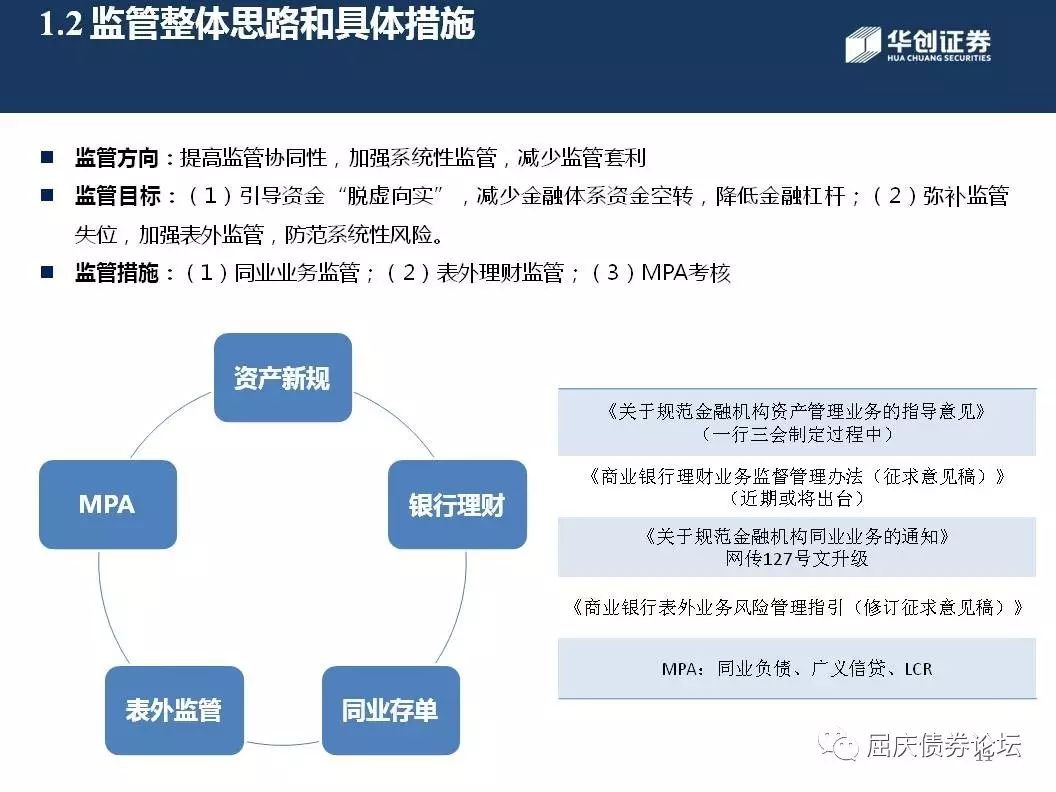 1.2 监管整体思路和具体措施
华创证券
HUA CHUANG SECURITIES
■ 监管方向：提高监管协同性，加强系统性监管，减少监管套利
■ 监管目标：（1）引导资金“脱虚向实”，减少金融体系资金空转，降低金融杠杆；（2）弥补监管
失位，加强表外监管，防范系统性风险。
■ 监管措施：（1）同业业务监管；（2）表外理财监管；（3）MPA考核
资产新规
银行理财
同业存单
表外监管
MPA
《关于规范金融机构资产管理业务的指导意见》
（一行三会制定过程中）
《商业银行理财业务监督管理办法（征求意见稿）》
（近期或将出台）
《关于规范金融机构同业业务的通知》
网传127号文升级
《商业银行表外业务风险管理指引（修订征求意见稿）》
MPA：同业负债、广义信贷、LCR
屈庆债券论坛